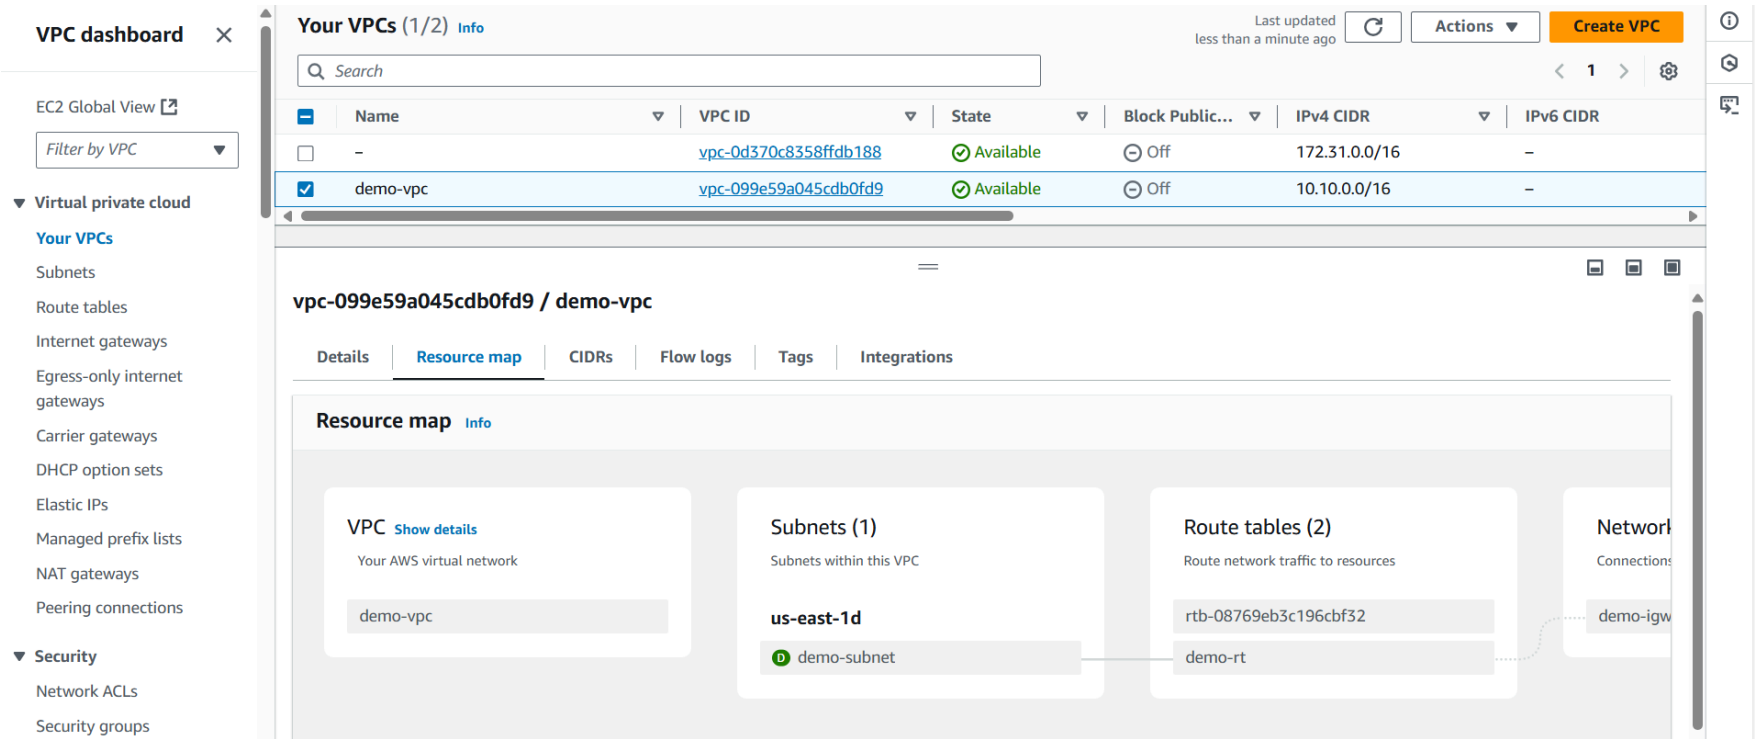 VPC dashboard
EC2 Global View
Filter by VPC
Virtual private cloud
Your VPCs
Subnets
Route tables
Internet gateways
Egress-only internet
gateways
Carrier gateways
DHCP option sets
Elastic IPs
Managed prefix lists
NAT gateways
Peering connections
Security
Network ACLs
Security groups
Your VPCs (1/2) Info
Last updated
less than a minute ago
Actions
Create VPC
Search
1
Name VPC ID State Block Public... IPv4 CIDR IPv6 CIDR
– vpc-0d370c8358ffdb188 Available Off 172.31.0.0/16 –
demo-vpc vpc-099e59a045cdb0fd9 Available Off 10.10.0.0/16 –
vpc-099e59a045cdb0fd9 / demo-vpc
Details Resource map CIDRs Flow logs Tags Integrations
Resource map Info
VPC Show details
Your AWS virtual network
demo-vpc
Subnets (1)
Subnets within this VPC
us-east-1d
D demo-subnet
Route tables (2)
Route network traffic to resources
rtb-08769eb3c196cbf32
demo-rt
Network
Connections
demo-igw